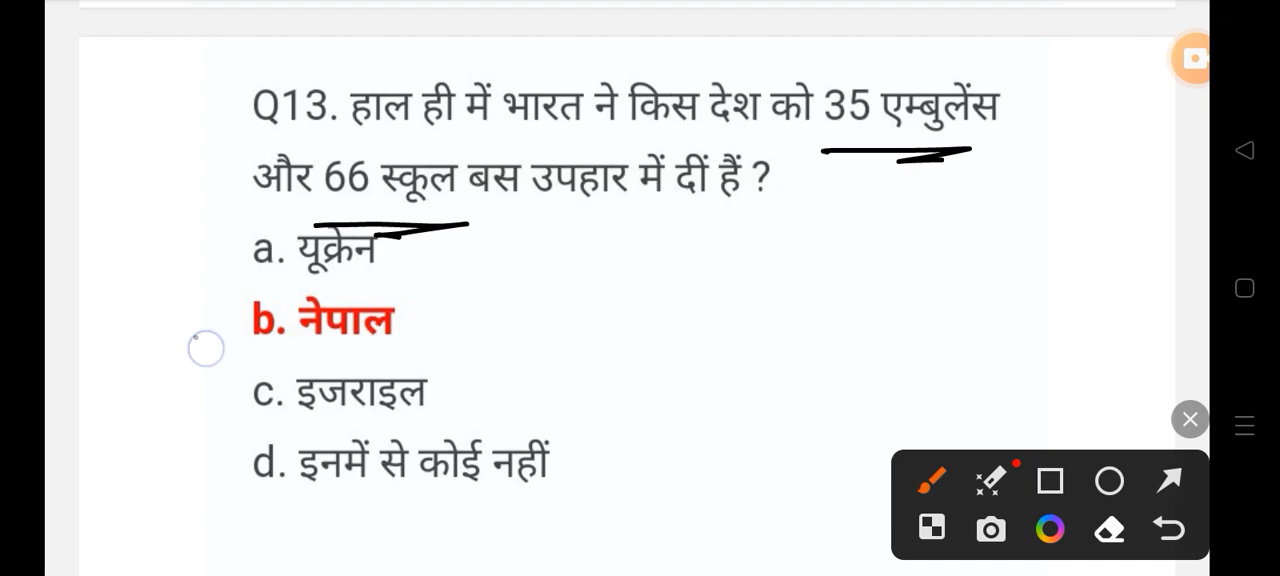 Q13. हाल ही में भारत ने किस देश को 35 एम्बुलेंस
और 66 स्कूल बस उपहार में दीं हैं ?
a. यूक्रेन
b. नेपाल
c. इजराइल
d. इनमें से कोई नहीं